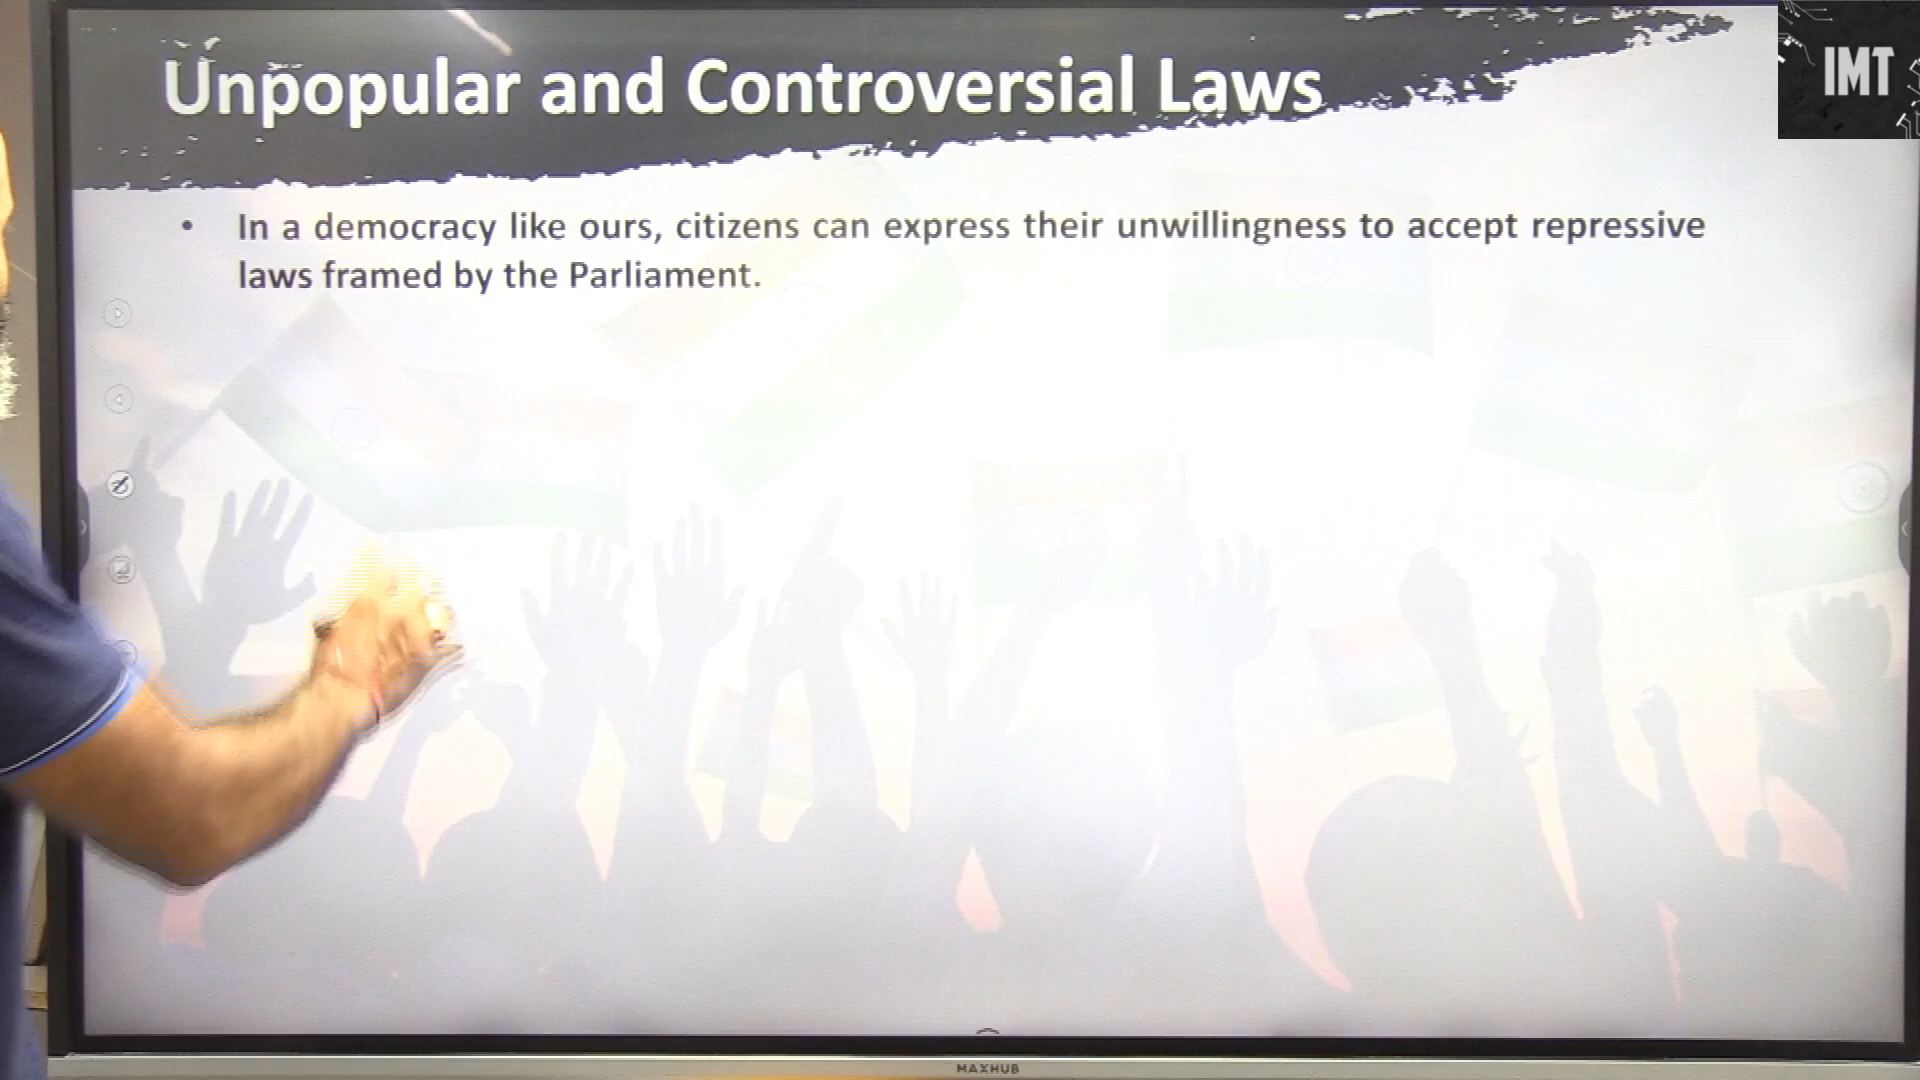 Unpopular and Controversial Laws
IMT
• In a democracy like ours, citizens can express their unwillingness to accept repressive
laws framed by the Parliament.
MAXHUB